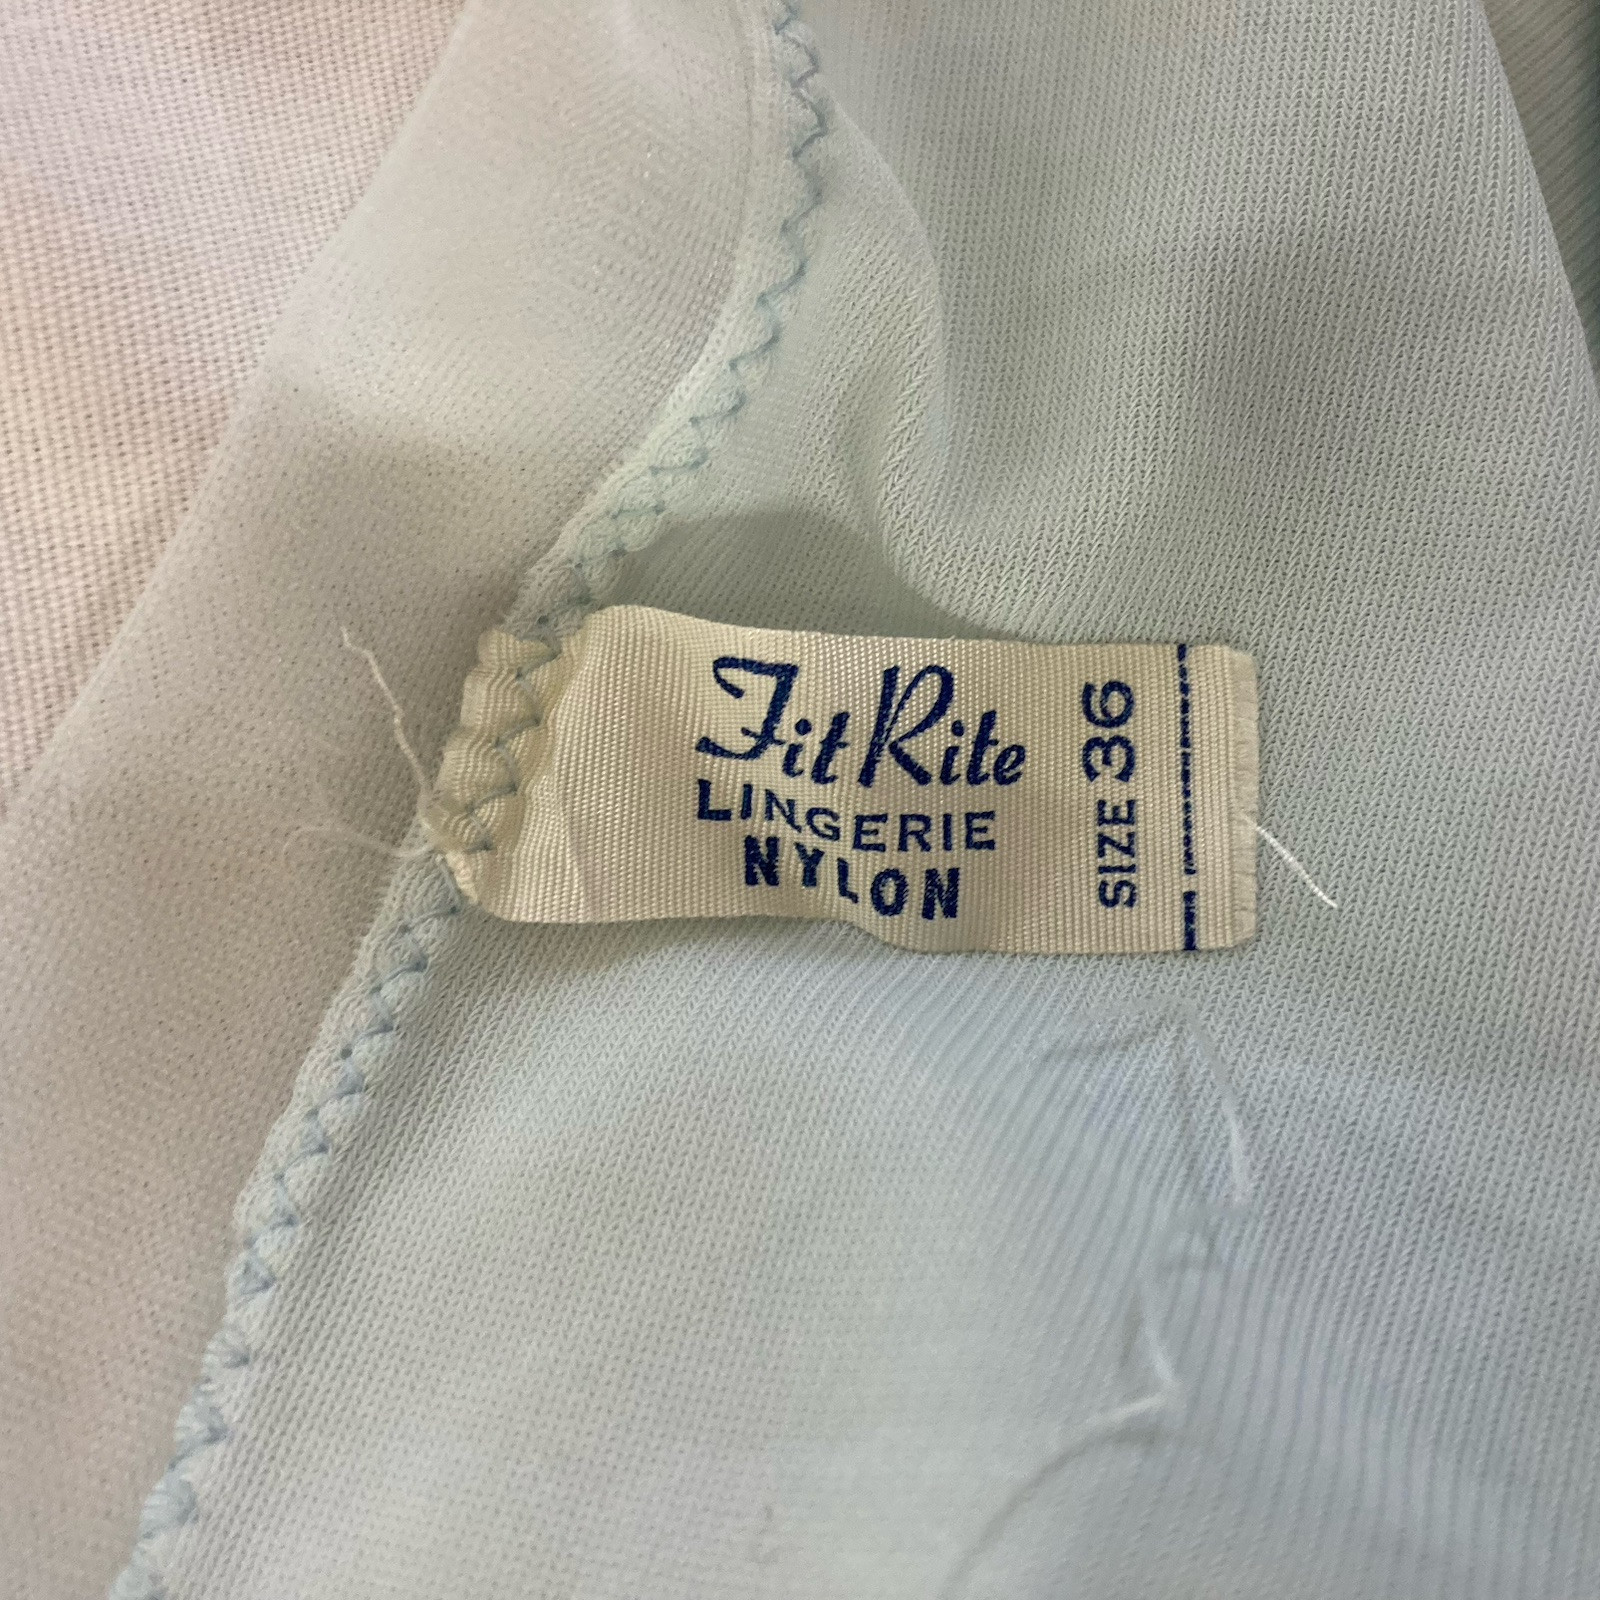 Fit Rite
LINGERIE
NYLON
SIZE 36